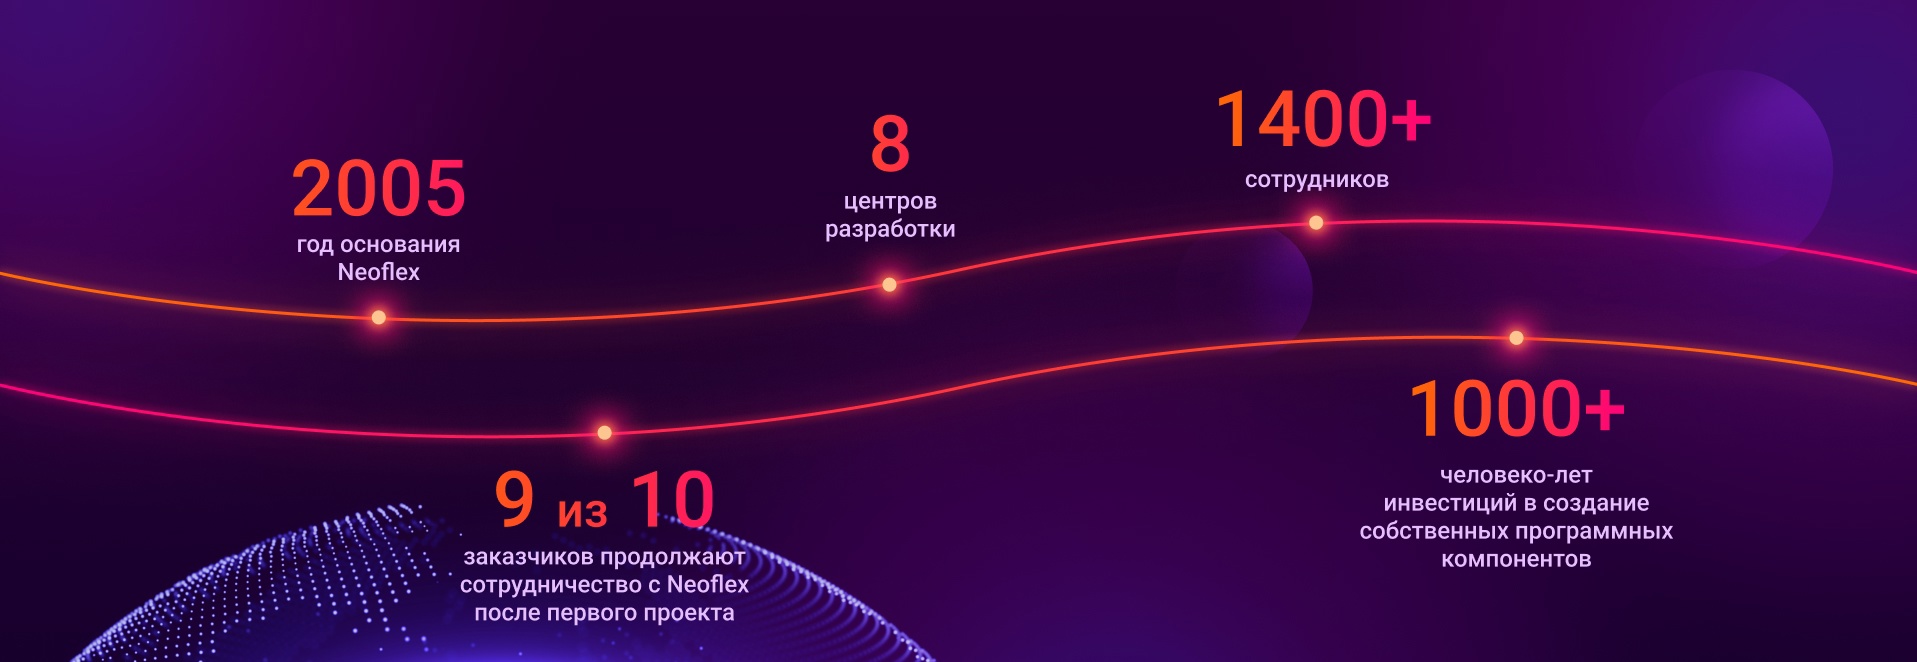 2005
год основания
Neoflex
8
центров
разработки
1400+
сотрудников
9 из 10
заказчиков продолжают
сотрудничество с Neoflex
после первого проекта
1000+
человеко-лет
инвестиций в создание
собственных программных
компонентов